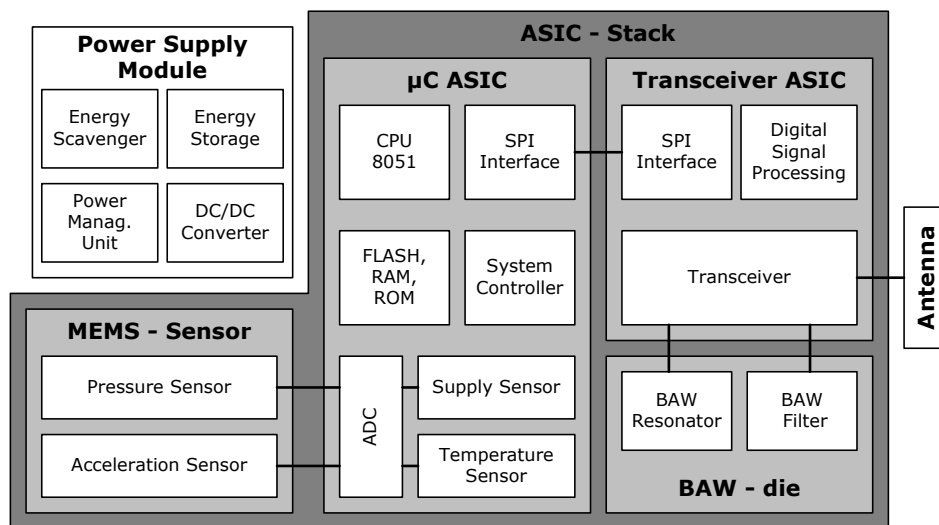 ASIC - Stack
Power Supply
Module
Energy
Scavenger
Energy
Storage
Power
Manag.
Unit
DC/DC
Converter
µC ASIC
CPU
8051
SPI
Interface
FLASH,
RAM,
ROM
System
Controller
ADC
Supply Sensor
Temperature
Sensor
Transceiver ASIC
SPI
Interface
Digital
Signal
Processing
Transceiver
Antenna
MEMS - Sensor
Pressure Sensor
Acceleration Sensor
BAW
Resonator
BAW
Filter
BAW - die